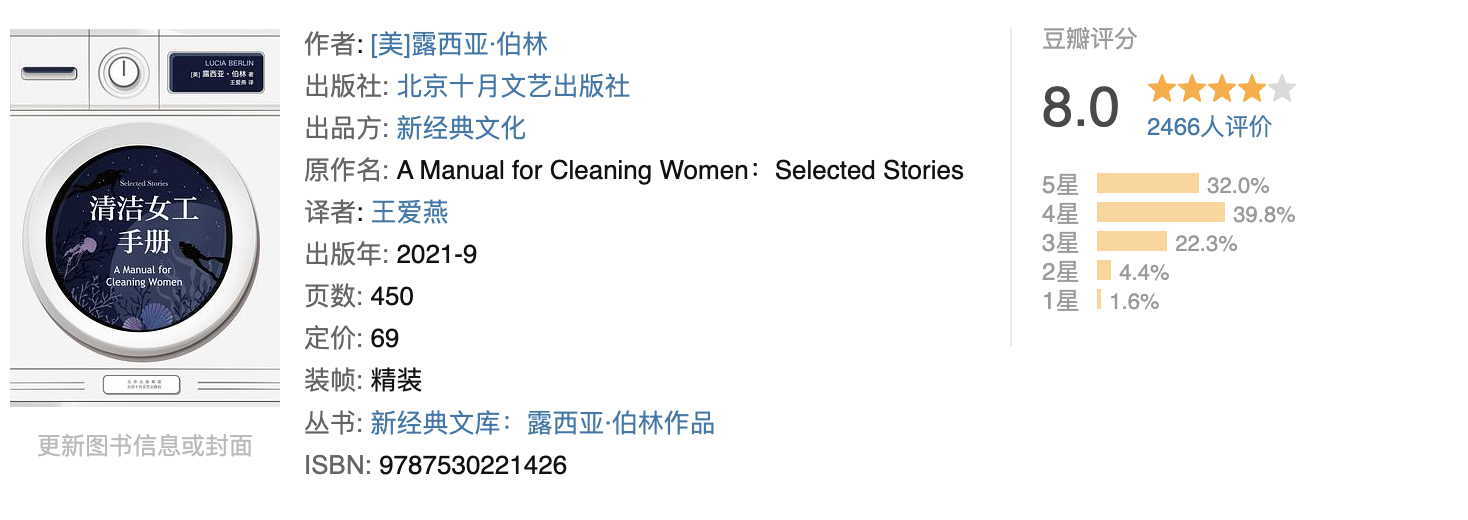 LUCIA BERLIN
[美] 露西亚·伯林 著
王爱燕 译
Selected Stories
清洁女工
手册
A Manual for
Cleaning Women
更新图书信息或封面
作者: [美]露西亚·伯林
出版社: 北京十月文艺出版社
出品方: 新经典文化
原作名: A Manual for Cleaning Women：Selected Stories
译者: 王爱燕
出版年: 2021-9
页数: 450
定价: 69
装帧: 精装
丛书: 新经典文库：露西亚·伯林作品
ISBN: 9787530221426
豆瓣评分
8.0
2466人评价
5星 32.0%
4星 39.8%
3星 22.3%
2星 4.4%
1星 1.6%